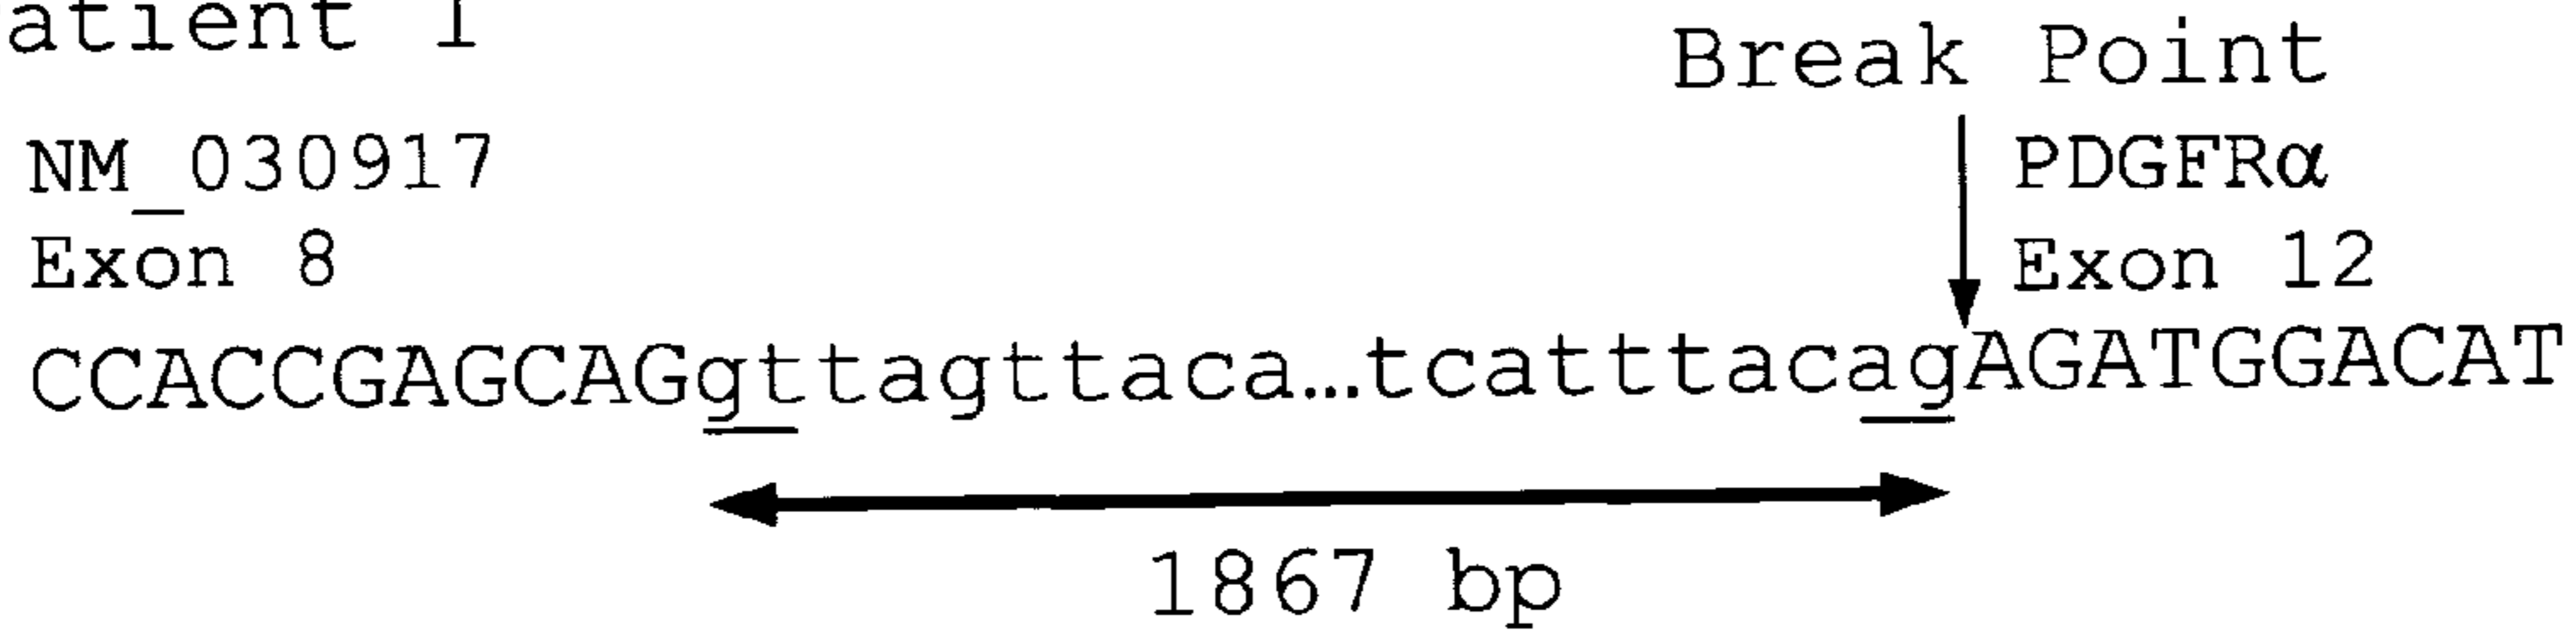 atient 1
Break Point
NM_030917
PDGFRα
Exon 8
Exon 12
CCACCGAGCAGgttagttaca...tcatttacagAGATGGACAT
1867 bp